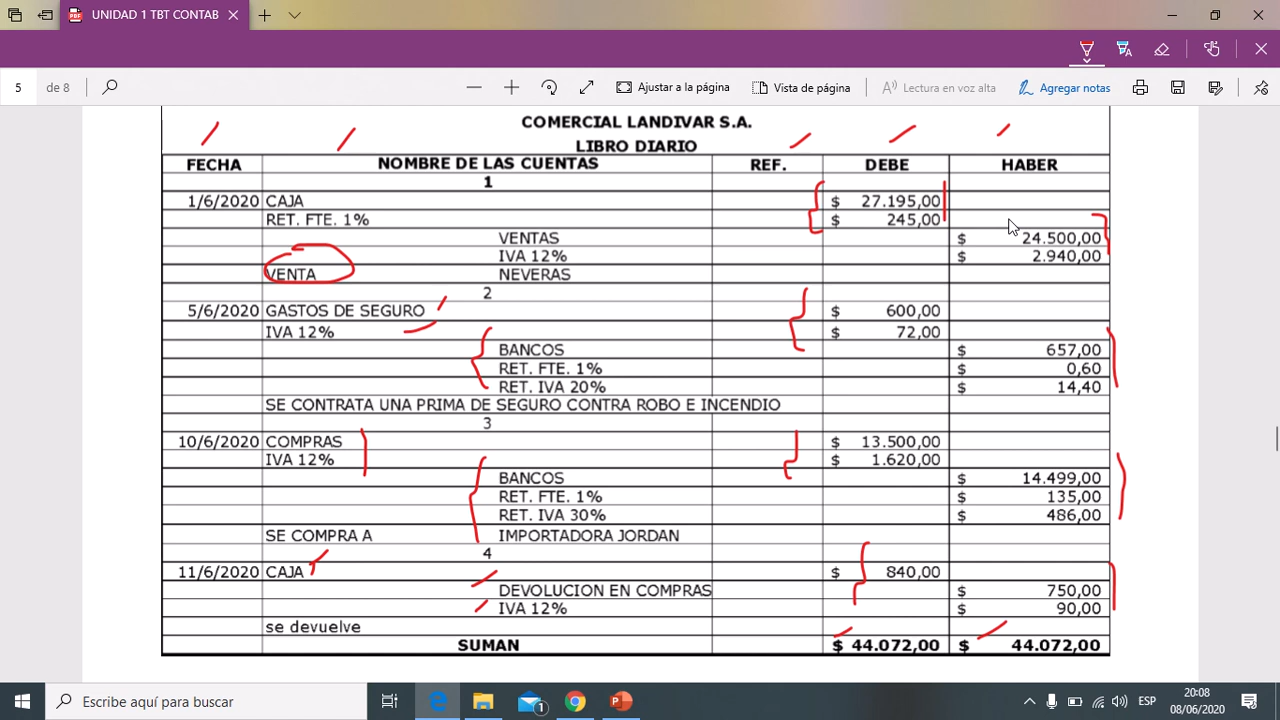 UNIDAD 1 TBT CONTAB
5 de 8 Ajustar a la página Vista de página Lectura en voz alta Agregar notas
COMERCIAL LANDIVAR S.A.
LIBRO DIARIO
FECHA NOMBRE DE LAS CUENTAS REF. DEBE HABER
1
1/6/2020 CAJA $ 27.195,00
RET. FTE. 1% $ 245,00
VENTAS $ 24.500,00
IVA 12% $ 2.940,00
VENTA NEVERAS
2
5/6/2020 GASTOS DE SEGURO $ 600,00
IVA 12% $ 72,00
BANCOS $ 657,00
RET. FTE. 1% $ 0,60
RET. IVA 20% $ 14,40
SE CONTRATA UNA PRIMA DE SEGURO CONTRA ROBO E INCENDIO
3
10/6/2020 COMPRAS $ 13.500,00
IVA 12% $ 1.620,00
BANCOS $ 14.499,00
RET. FTE. 1% $ 135,00
RET. IVA 30% $ 486,00
SE COMPRA A IMPORTADORA JORDAN
4
11/6/2020 CAJA $ 840,00
DEVOLUCION EN COMPRAS $ 750,00
IVA 12% $ 90,00
se devuelve
SUMAN $ 44.072,00 $ 44.072,00
Escribe aquí para buscar 1 ESP 20:08
08/06/2020